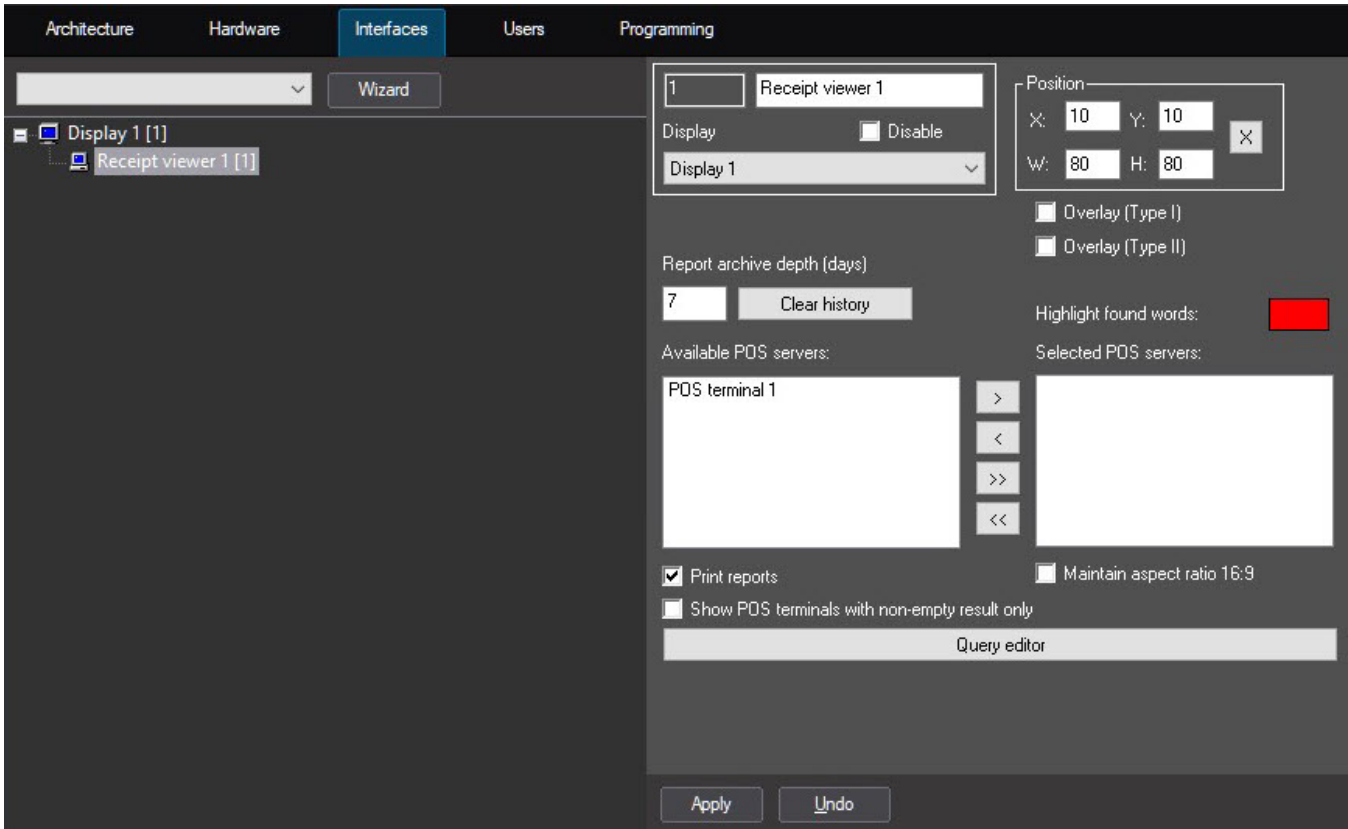 Architecture Hardware Interfaces Users Programming
Wizard
Display 1 [1]
Receipt viewer 1 [1]
1 Receipt viewer 1
Display Disable
Display 1
Position
X: 10 Y: 10 X
W: 80 H: 80
Overlay (Type I)
Overlay (Type II)
Report archive depth (days)
7 Clear history
Highlight found words:
Available POS servers: Selected POS servers:
POS terminal 1
>
<
>>
<<
Print reports Maintain aspect ratio 16:9
Show POS terminals with non-empty result only
Query editor
Apply Undo